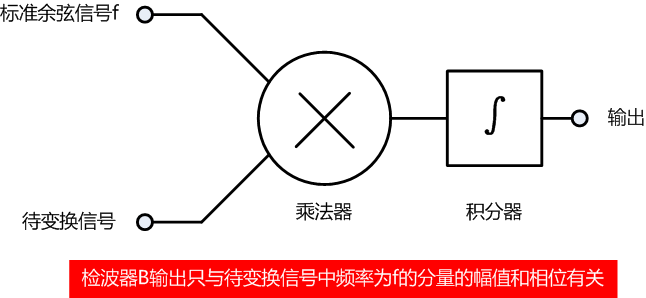 标准余弦信号f
待变换信号
乘法器
积分器
输出
检波器B输出只与待变换信号中频率为f的分量的幅值和相位有关